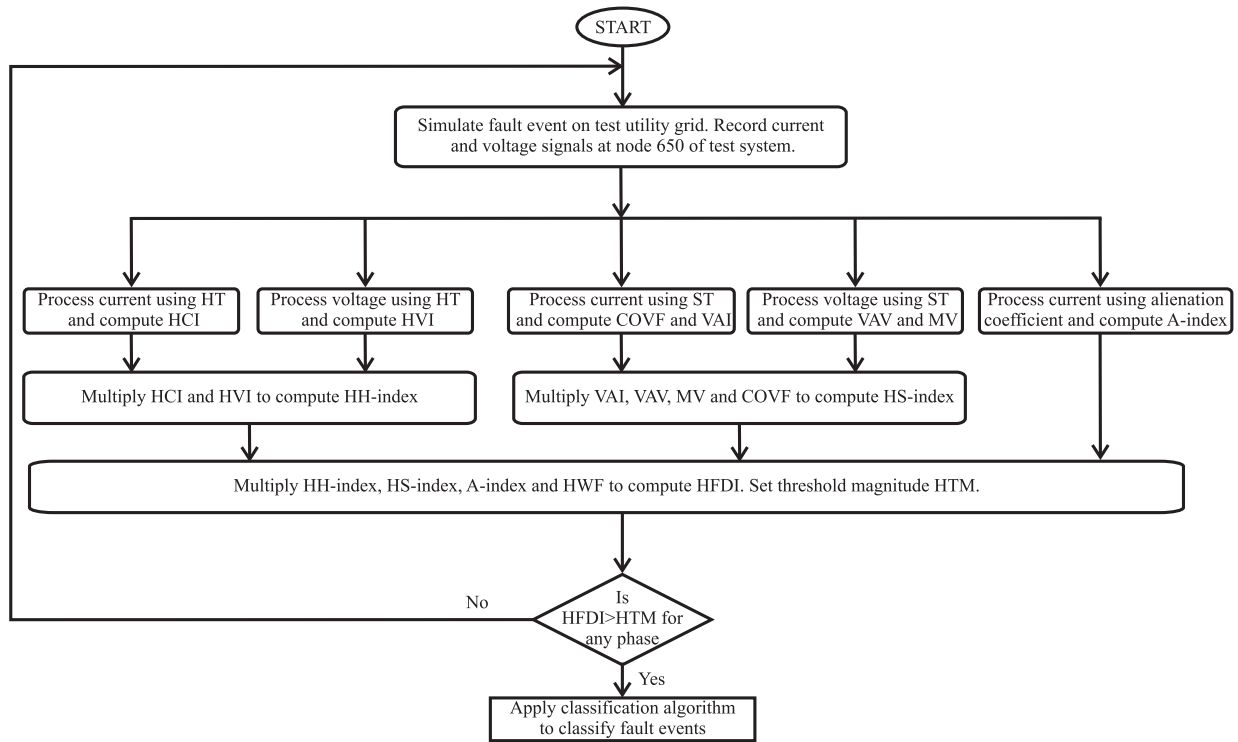 START
Simulate fault event on test utility grid. Record current
and voltage signals at node 650 of test system.
Process current using HT
and compute HCI
Process voltage using HT
and compute HVI
Process current using ST
and compute COVF and VAI
Process voltage using ST
and compute VAV and MV
Process current using alienation
coefficient and compute A-index
Multiply HCI and HVI to compute HH-index
Multiply VAI, VAV, MV and COVF to compute HS-index
Multiply HH-index, HS-index, A-index and HWF to compute HFDI. Set threshold magnitude HTM.
No
Is
HFDI>HTM for
any phase
Yes
Apply classification algorithm
to classify fault events